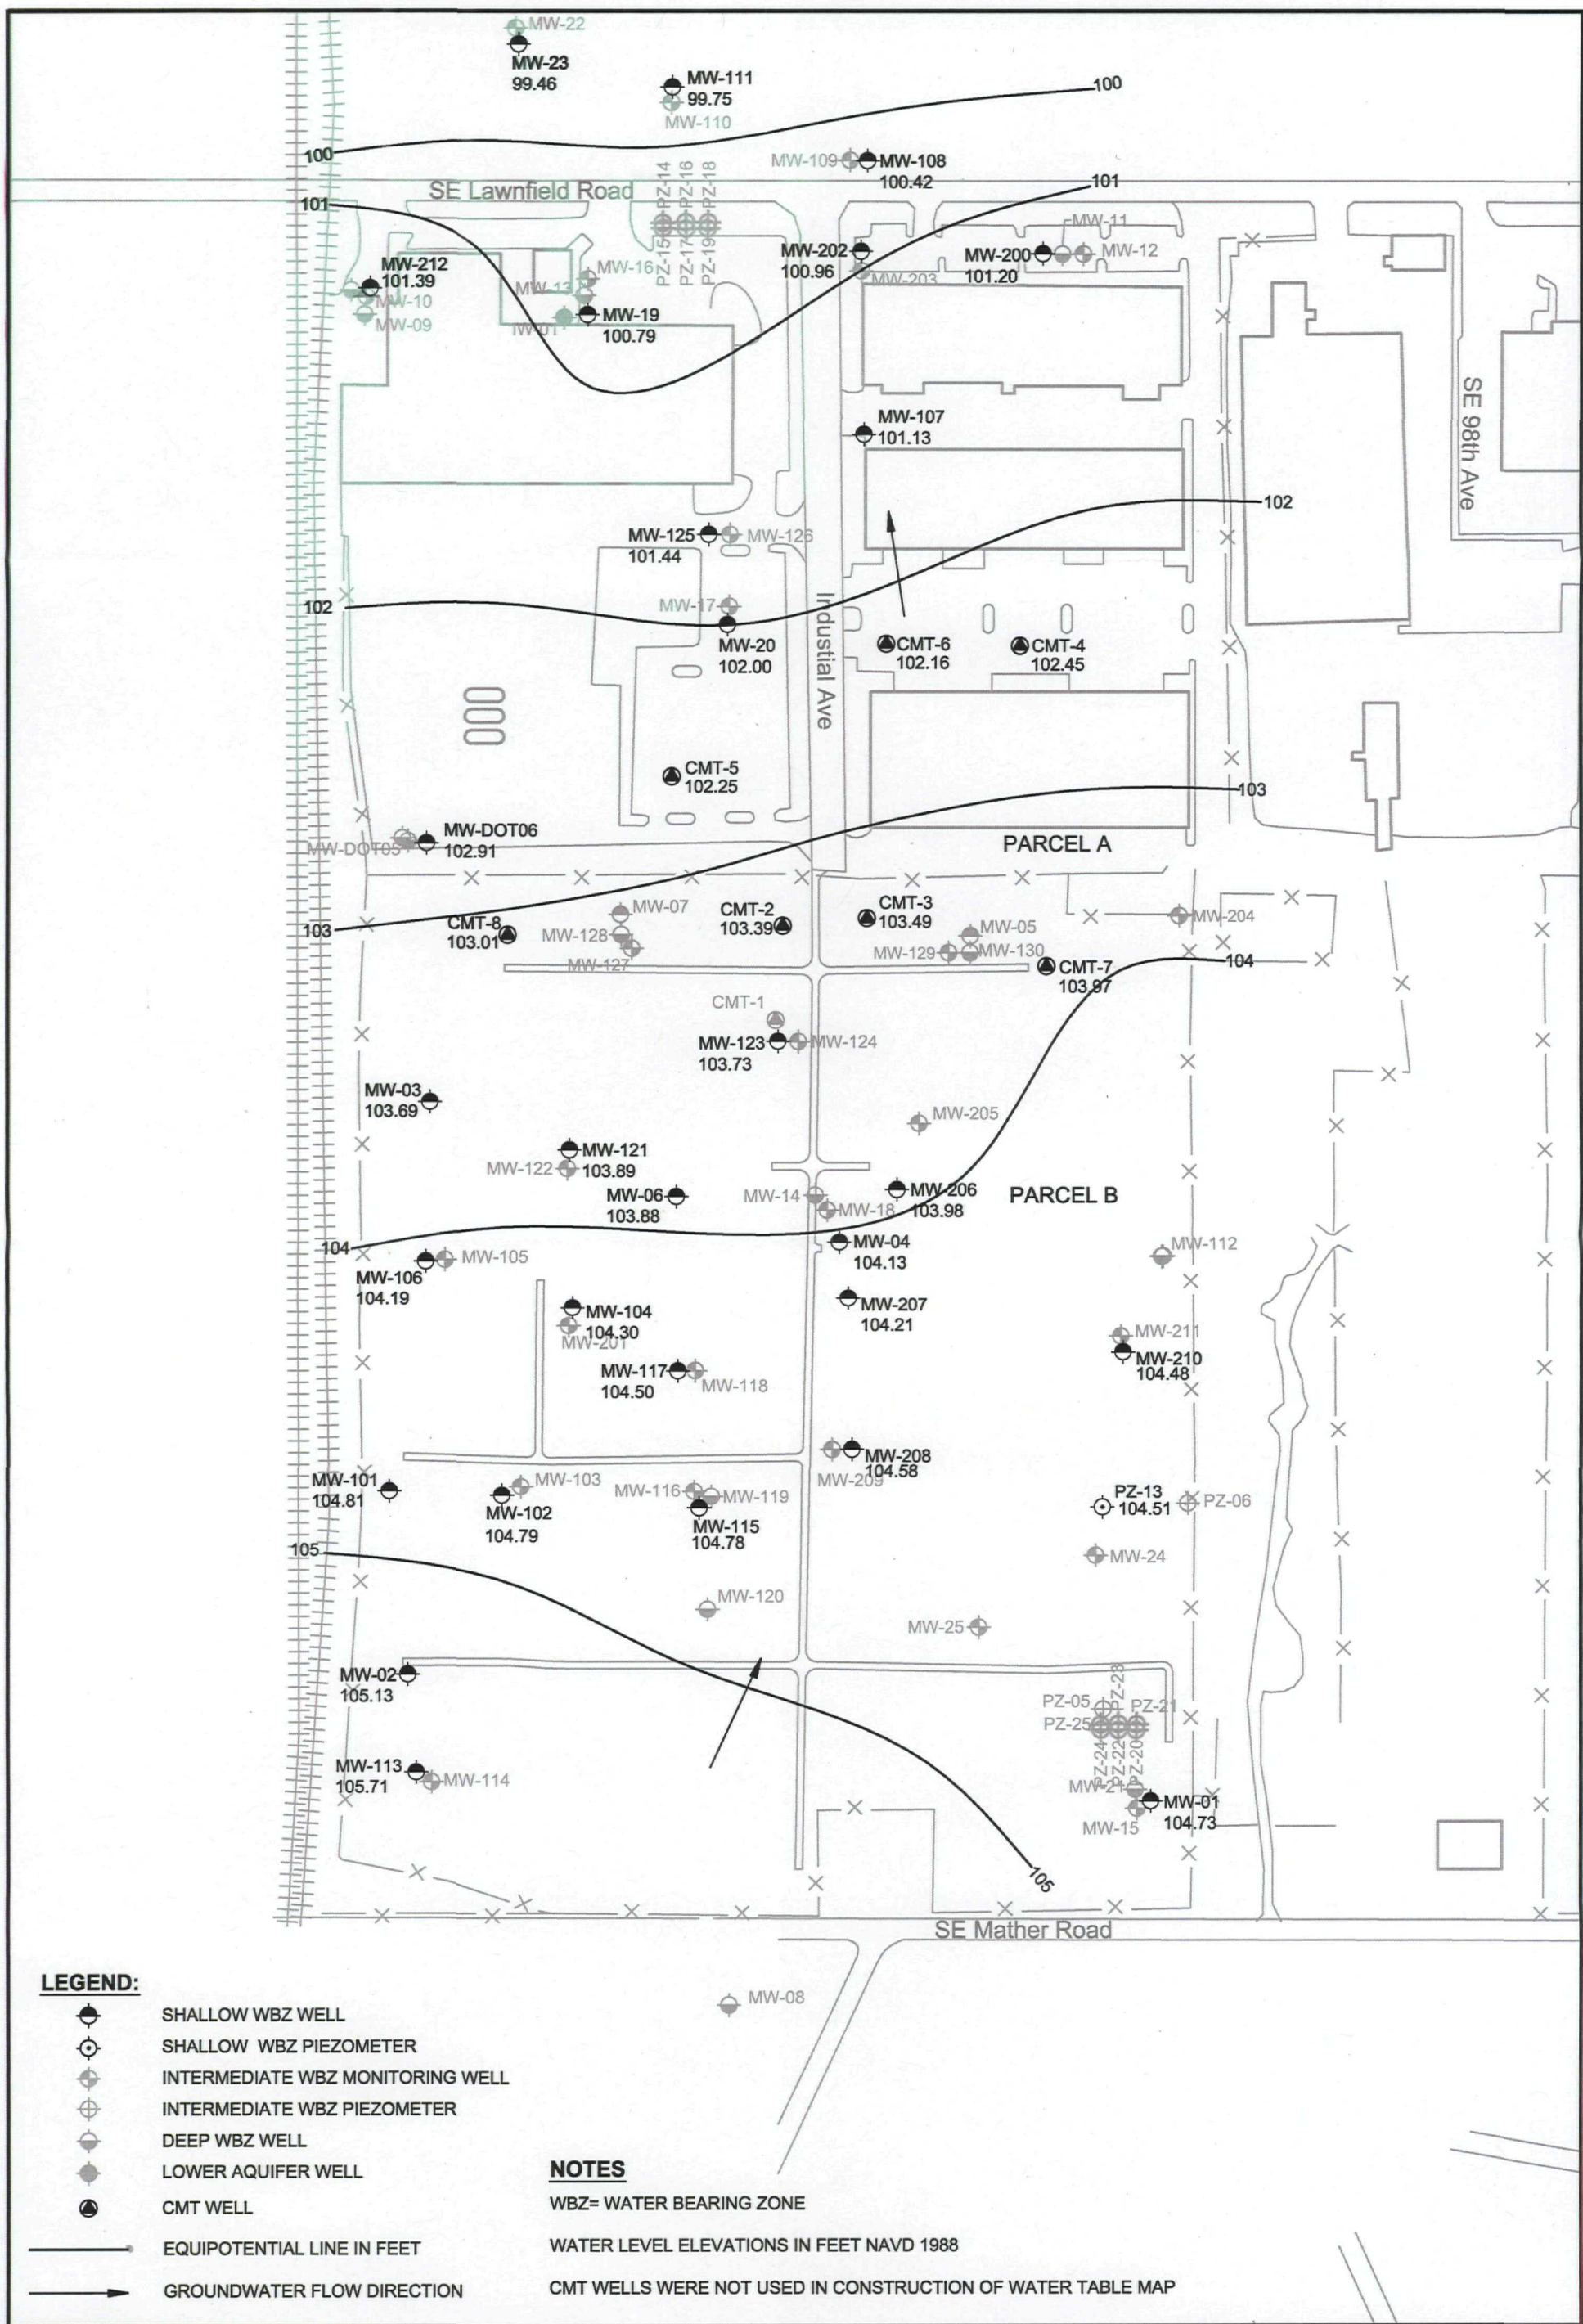 MW-22
MW-23
99.46
MW-111
99.75
MW-110
100
100
MW-109
MW-108
100.42
SE Lawnfield Road
PZ-14
PZ-16
PZ-18
PZ-15
PZ-17
PZ-19
101
101
MW-11
MW-12
MW-202
100.96
MW-203
MW-200
101.20
MW-212
101.39
MW-10
MW-09
MW-16
MW-13
MW-19
100.79
SE 98th Ave
MW-107
101.13
102
MW-125
101.44
MW-126
102
MW-17
MW-20
102.00
Industial Ave
CMT-6
102.16
CMT-4
102.45
CMT-5
102.25
103
MW-DOT06
102.91
MW-DOT05
PARCEL A
103
CMT-8
103.01
MW-07
MW-128
MW-127
CMT-2
103.39
CMT-3
103.49
MW-05
MW-129
MW-130
MW-204
CMT-7
103.97
104
CMT-1
MW-123
103.73
MW-124
MW-03
103.69
MW-205
MW-121
103.89
MW-122
MW-06
103.88
MW-14
MW-18
MW-206
103.98
PARCEL B
104
MW-04
104.13
MW-112
MW-105
MW-106
104.19
MW-104
104.30
MW-201
MW-207
104.21
MW-211
MW-210
104.48
MW-117
104.50
MW-118
MW-208
104.58
MW-209
MW-101
104.81
MW-103
MW-102
104.79
MW-116
MW-119
MW-115
104.78
PZ-13
104.51
PZ-06
105
MW-24
MW-120
MW-25
MW-02
105.13
PZ-05
PZ-23
PZ-21
PZ-25
PZ-24
PZ-22
PZ-20
MW-113
105.71
MW-114
MW-21
MW-01
104.73
MW-15
105
SE Mather Road
MW-08
LEGEND:
SHALLOW WBZ WELL
SHALLOW WBZ PIEZOMETER
INTERMEDIATE WBZ MONITORING WELL
INTERMEDIATE WBZ PIEZOMETER
DEEP WBZ WELL
LOWER AQUIFER WELL
CMT WELL
EQUIPOTENTIAL LINE IN FEET
GROUNDWATER FLOW DIRECTION
NOTES
WBZ= WATER BEARING ZONE
WATER LEVEL ELEVATIONS IN FEET NAVD 1988
CMT WELLS WERE NOT USED IN CONSTRUCTION OF WATER TABLE MAP